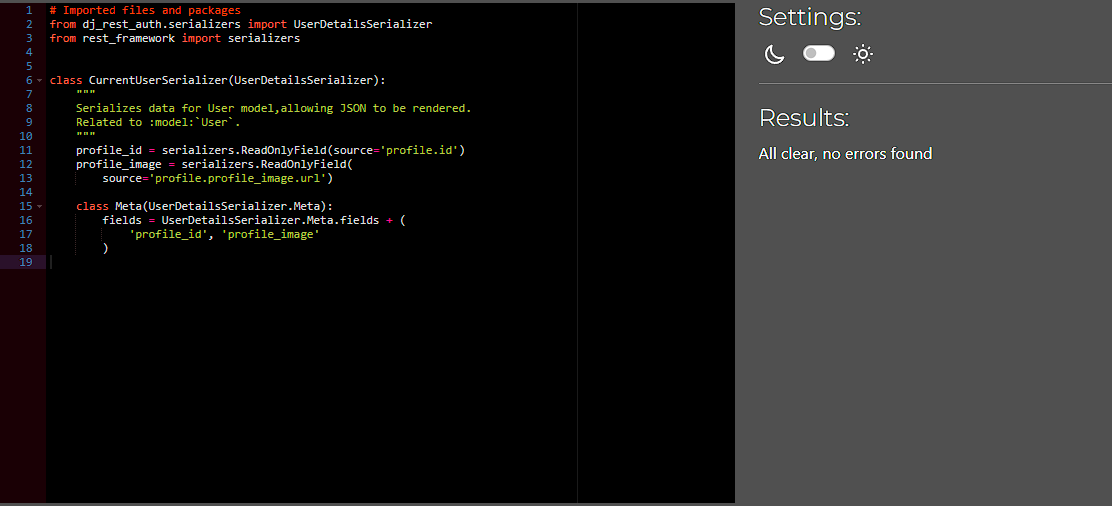 1 # Imported files and packages
2 from dj_rest_auth.serializers import UserDetailsSerializer
3 from rest_framework import serializers
4
5
6 class CurrentUserSerializer(UserDetailsSerializer):
7     """
8     Serializes data for User model,allowing JSON to be rendered.
9     Related to :model:`User`.
10     """
11     profile_id = serializers.ReadOnlyField(source='profile.id')
12     profile_image = serializers.ReadOnlyField(
13         source='profile.profile_image.url')
14
15     class Meta(UserDetailsSerializer.Meta):
16         fields = UserDetailsSerializer.Meta.fields + (
17             'profile_id', 'profile_image'
18         )
19
Settings:
Results:
All clear, no errors found